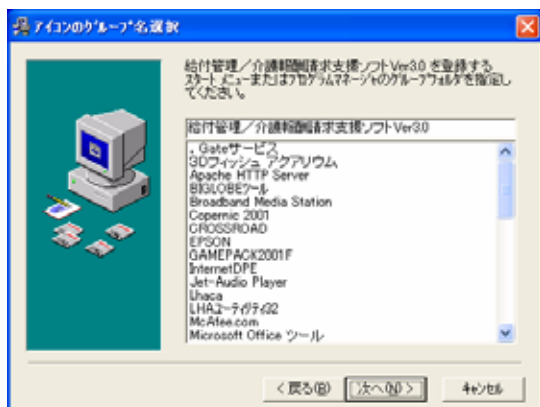 アイコンのグループ名選択
給付管理／介護報酬請求支援ソフトVer3.0 を登録する
スタート メニューまたはプログラムマネージャのグループフォルダを指定し
てください。
給付管理／介護報酬請求支援ソフトVer3.0
. Gateサービス
3Dフィッシュ アクアリウム
Apache HTTP Server
BIGLOBEツール
Broadband Media Station
Copernic 2001
CROSSROAD
EPSON
GAMEPACK2001F
InternetDPE
Jet-Audio Player
Lhaca
LHAユーティリティ32
McAfee.com
Microsoft Office ツール
< 戻る(B)
次へ(N) >
キャンセル